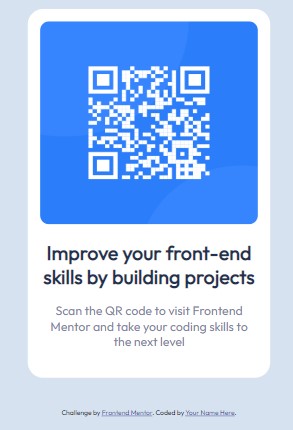 Improve your front-end
skills by building projects
Scan the QR code to visit Frontend
Mentor and take your coding skills to
the next level
Challenge by Frontend Mentor. Coded by Your Name Here.